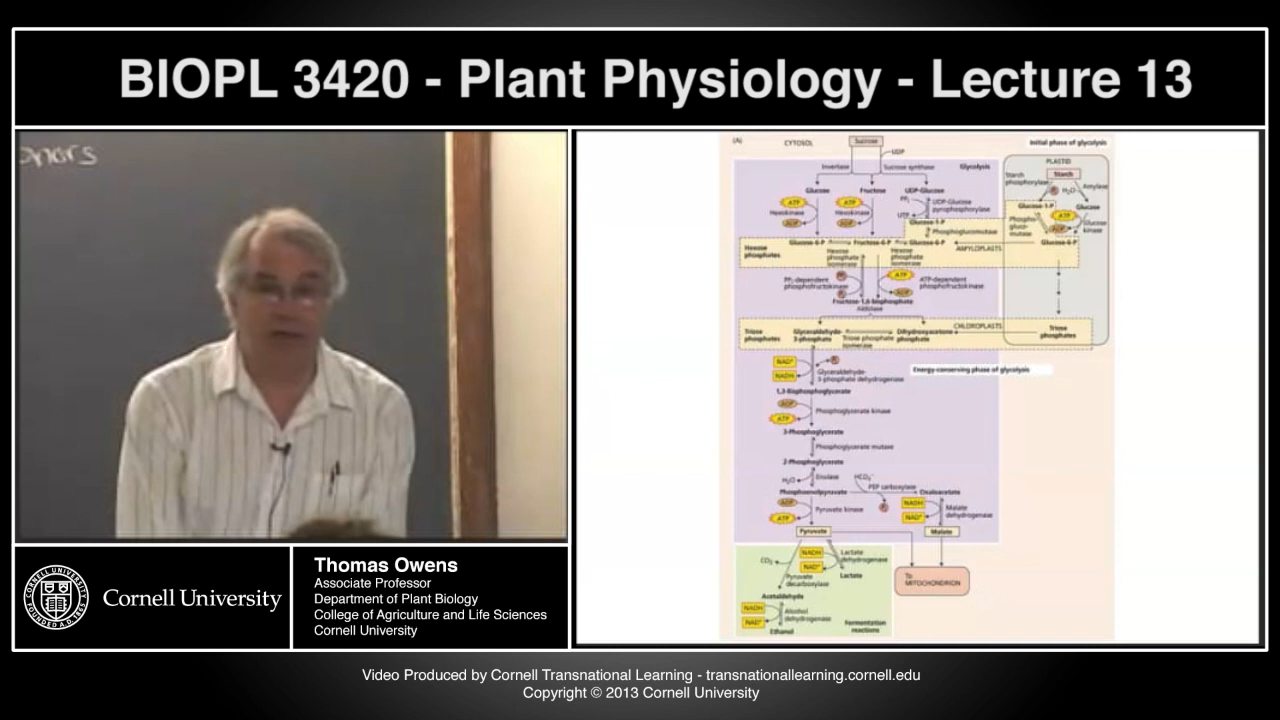 BIOPL 3420 - Plant Physiology - Lecture 13
(A)
CYTOSOL
Sucrose
Initial phase of glycolysis
UDP
PLASTID
Invertase
Sucrose synthase
Glycolysis
Starch
Starch phosphorylase
H₂O
Amylase
Glucose
Fructose
UDP-Glucose
ATP
ATP
PPᵢ
UDP-Glucose pyrophosphorylase
Glucose-1-P
Glucose
Hexokinase
Hexokinase
UTP
Glucose-1-P
ADP
ADP
Phosphoglucomutase
Phospho-
gluco-
mutase
ATP
ADP
Glucose kinase
Hexose phosphates
Glucose-6-P
Fructose-6-P
Glucose-6-P
AMYLOPLASTS
Glucose-6-P
Hexose phosphate isomerase
Hexose phosphate isomerase
PPᵢ-dependent phosphofructokinase
ATP
ADP
ATP-dependent phosphofructokinase
Fructose-1,6-bisphosphate
Aldolase
Triose phosphates
Glyceraldehyde-3-phosphate
Triose phosphate isomerase
Dihydroxyacetone phosphate
CHLOROPLASTS
Triose phosphates
NAD⁺
NADH
Glyceraldehyde-3-phosphate dehydrogenase
Energy-conserving phase of glycolysis
1,3-Bisphosphoglycerate
ADP
ATP
Phosphoglycerate kinase
3-Phosphoglycerate
Phosphoglycerate mutase
2-Phosphoglycerate
H₂O
Enolase
HCO₃⁻
PEP carboxylase
Phosphoenolpyruvate
Oxaloacetate
ADP
ATP
Pyruvate kinase
NADH
NAD⁺
Malate dehydrogenase
Pyruvate
Malate
CO₂
NADH
NAD⁺
Lactate dehydrogenase
Lactate
Pyruvate decarboxylase
To MITOCHONDRION
Acetaldehyde
NADH
NAD⁺
Alcohol dehydrogenase
Ethanol
Fermentation reactions
Cornell University
Thomas Owens
Associate Professor
Department of Plant Biology
College of Agriculture and Life Sciences
Cornell University
Video Produced by Cornell Transnational Learning - transnationallearning.cornell.edu
Copyright © 2013 Cornell University